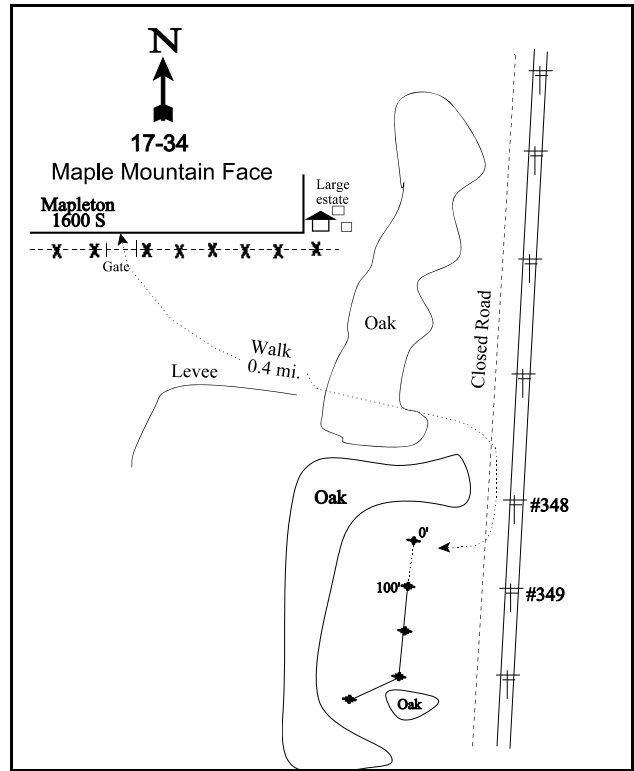 N
17-34
Maple Mountain Face
Mapleton
1600 S
Large
estate
Gate
Oak
Closed Road
Walk
0.4 mi.
Levee
Oak
#348
0'
100'
#349
Oak